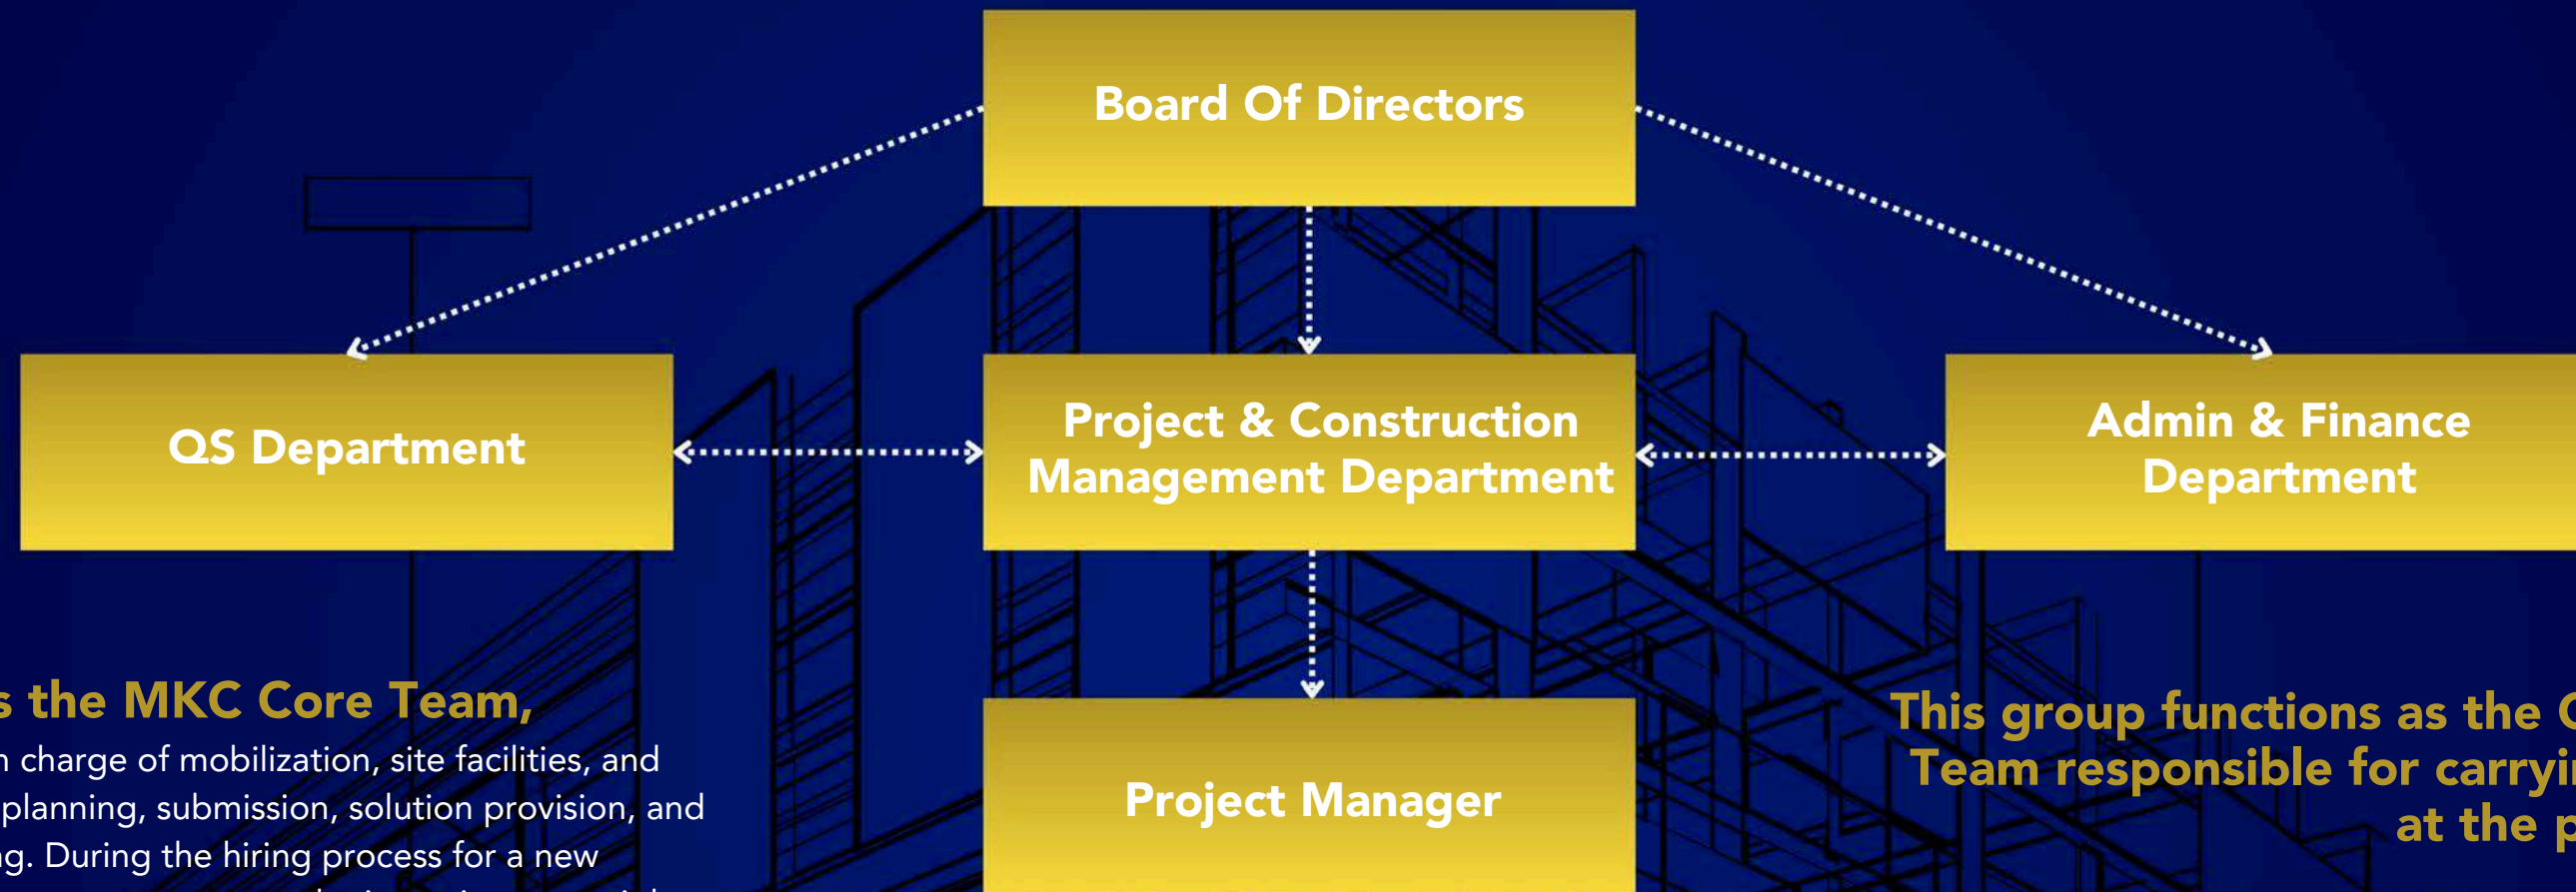 Board Of Directors
QS Department
Project & Construction
Management Department
Admin & Finance
Department
s the MKC Core Team,
charge of mobilization, site facilities, and
planning, submission, solution provision, and
During the hiring process for a new
Project Manager
This group functions as the
Team responsible for
at the